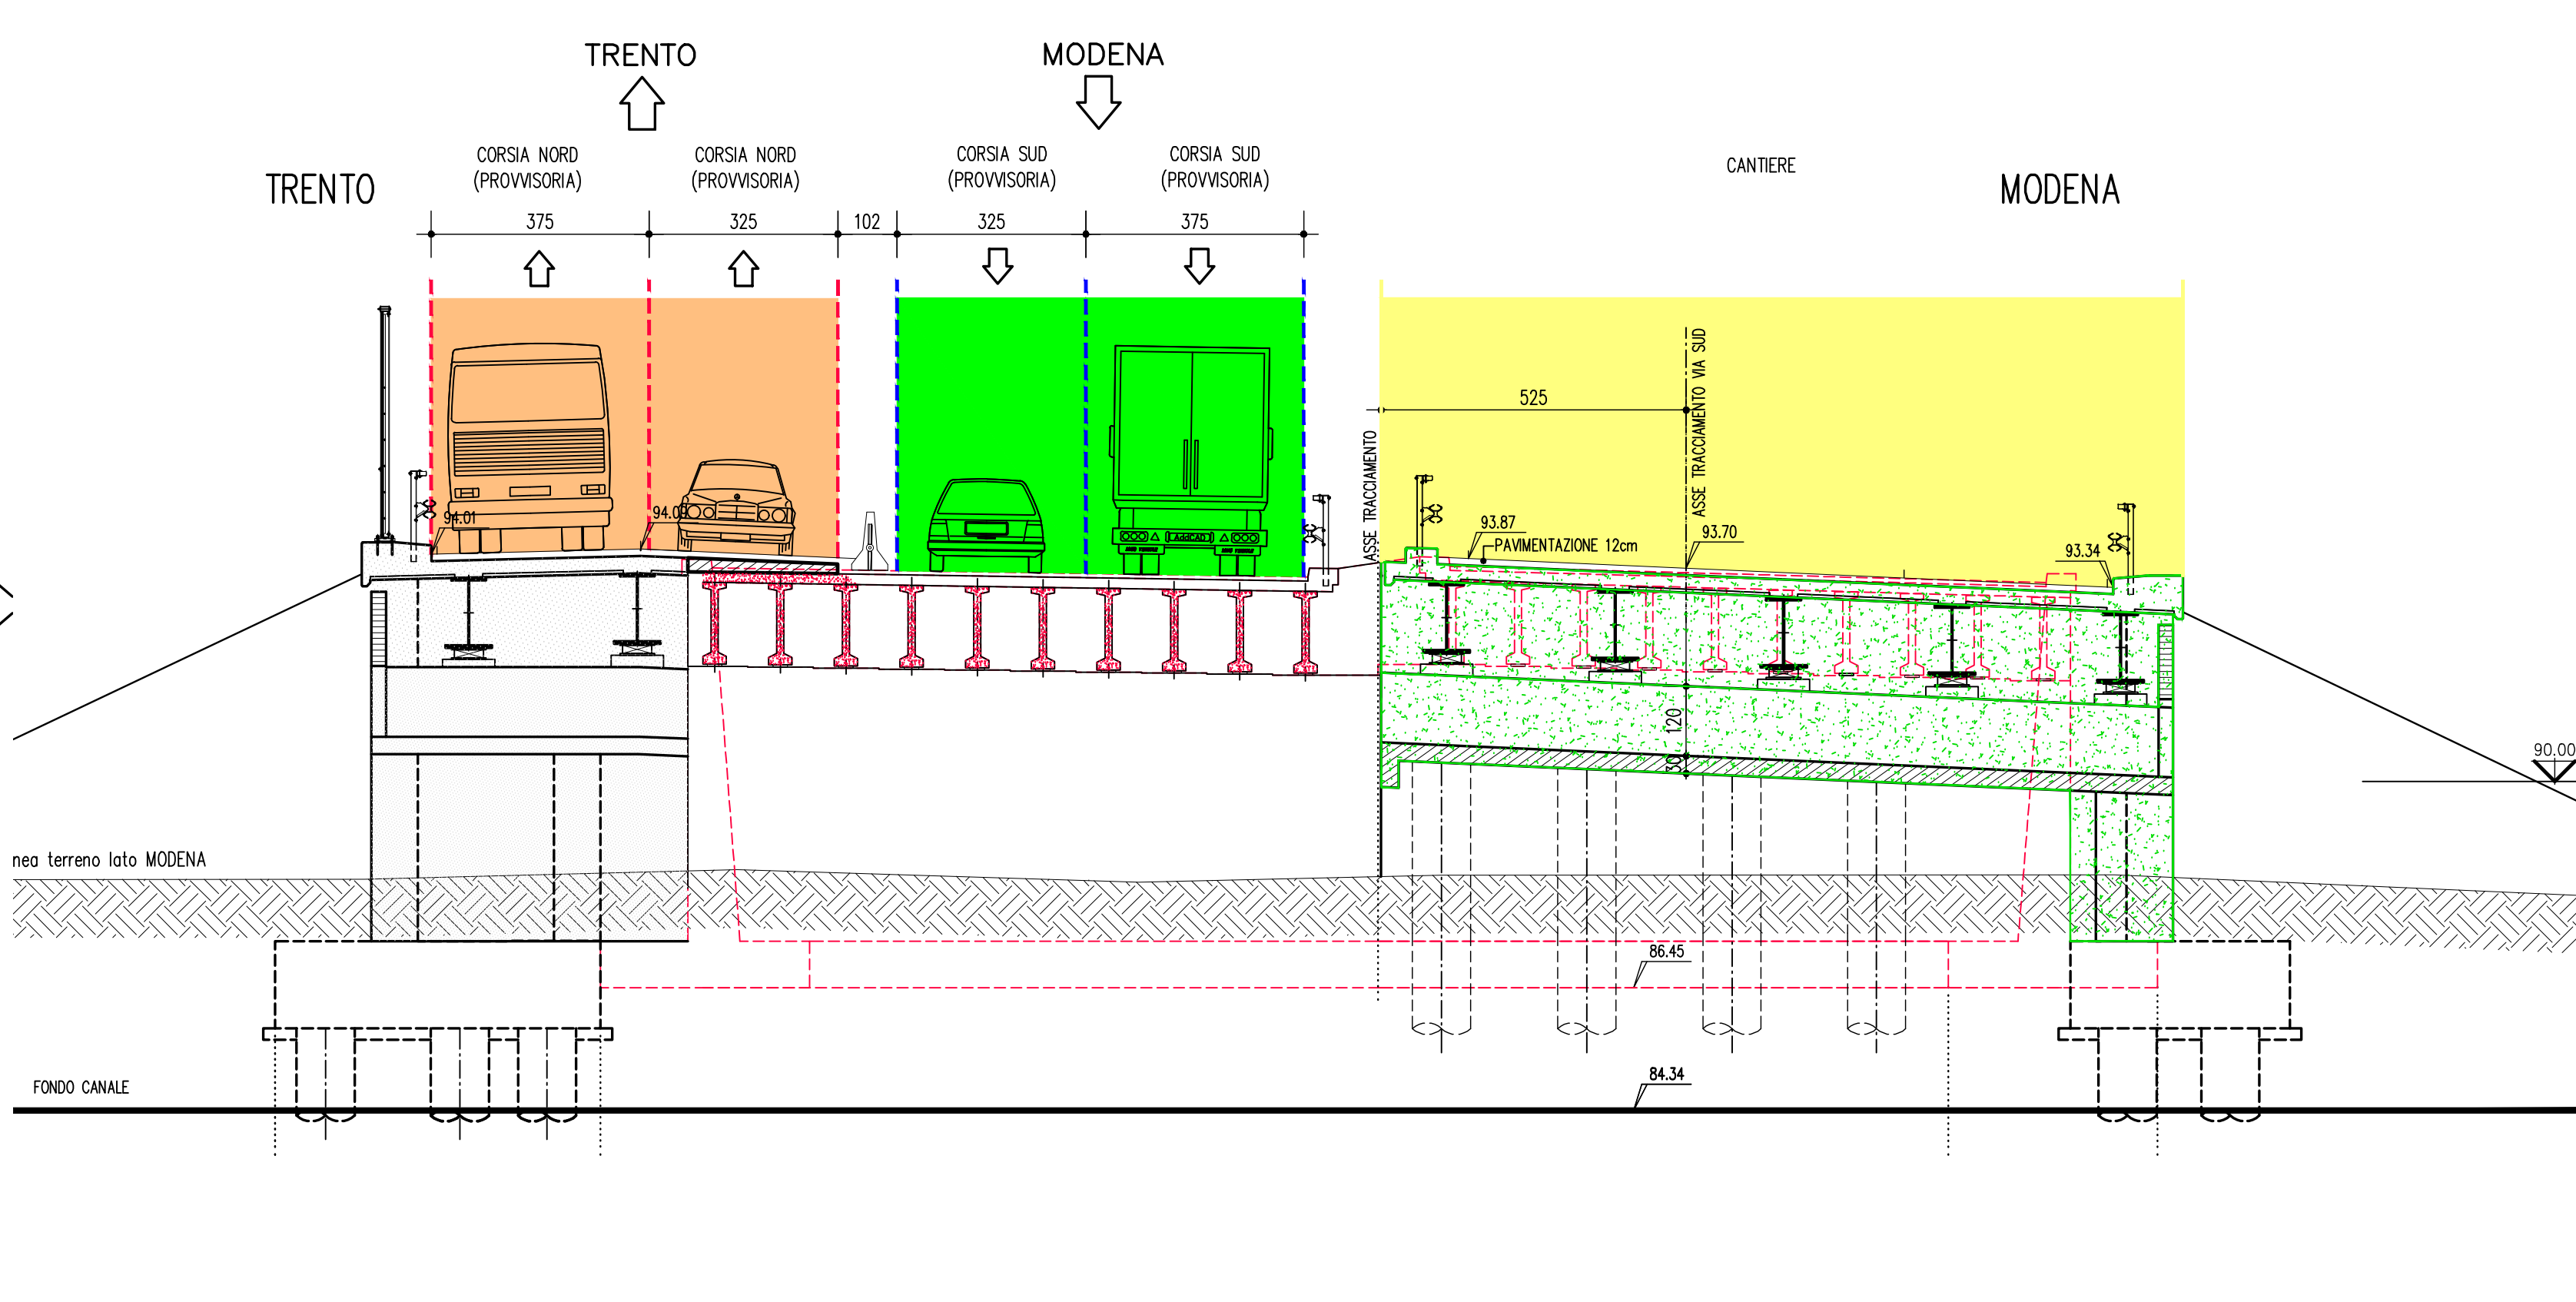 TRENTO
MODENA
CORSIA NORD
(PROVVISORIA)
CORSIA NORD
(PROVVISORIA)
CORSIA SUD
(PROVVISORIA)
CORSIA SUD
(PROVVISORIA)
CANTIERE
TRENTO
MODENA
375
325
102
325
375
525
ASSE TRACCIAMENTO VIA SUD
ASSE TRACCIAMENTO
94.01
93.87
93.70
PAVIMENTAZIONE 12cm
93.34
120
30
90.00
terreno lato MODENA
86.45
84.34
FONDO CANALE